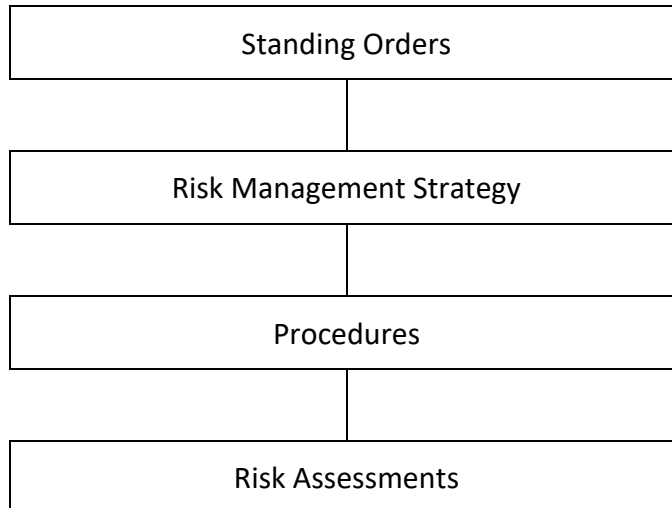 Standing Orders
Risk Management Strategy
Procedures
Risk Assessments